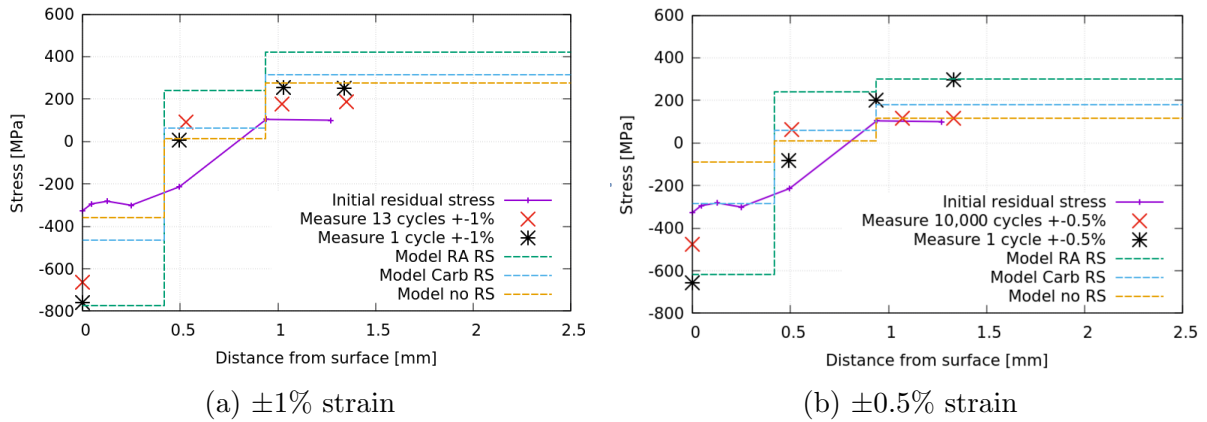 600
400
200
0
-200
-400
-600
-800
Stress [MPa]
Initial residual stress
Measure 13 cycles +-1%
Measure 1 cycle +-1%
Model RA RS
Model Carb RS
Model no RS
0 0.5 1 1.5 2 2.5
Distance from surface [mm]
(a) ±1% strain
600
400
200
0
-200
-400
-600
-800
Stress [MPa]
Initial residual stress
Measure 10,000 cycles +-0.5%
Measure 1 cycle +-0.5%
Model RA RS
Model Carb RS
Model no RS
0 0.5 1 1.5 2 2.5
Distance from surface [mm]
(b) ±0.5% strain